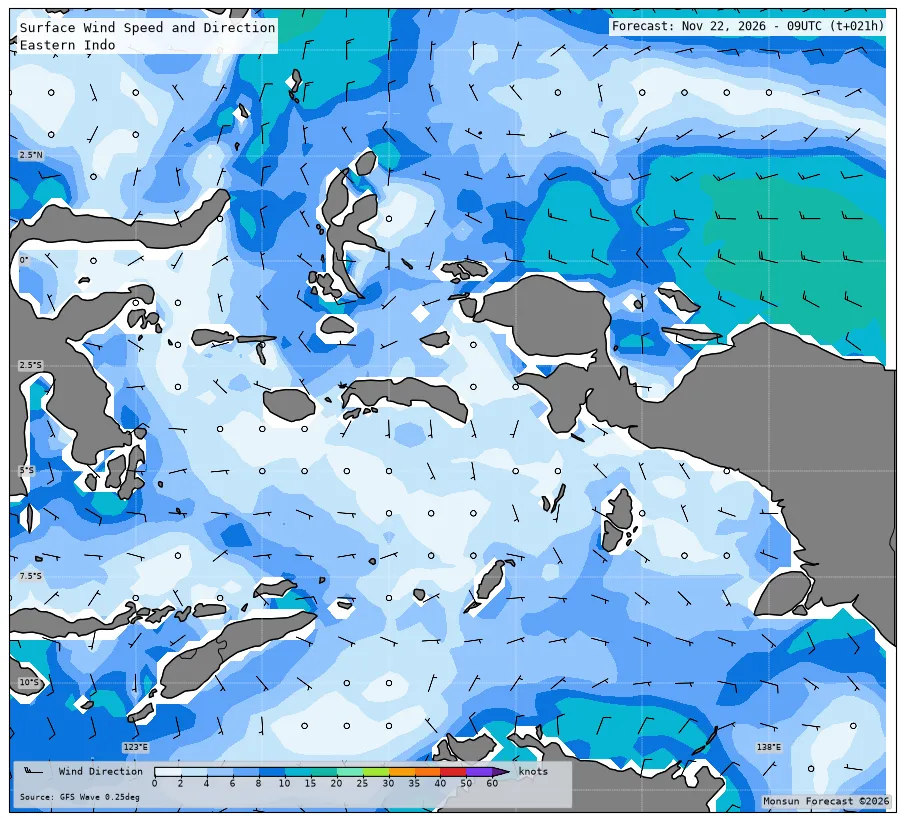 Surface Wind Speed and Direction
Eastern Indo
Forecast: Nov 22, 2026 - 09UTC (t+021h)
2.5°N
0°
2.5°S
5°S
7.5°S
10°S
123°E
138°E
Wind Direction
0 2 4 6 8 10 15 20 25 30 35 40 50 60
knots
Source: GFS Wave 0.25deg
Monsun Forecast ©2026